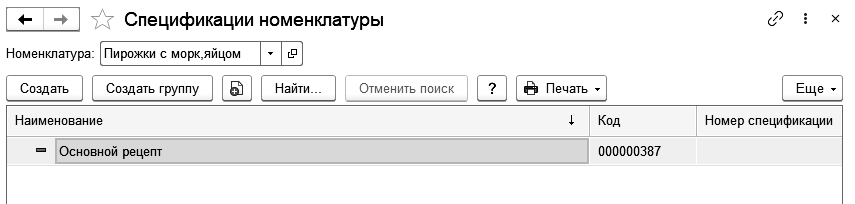 Спецификации номенклатуры
Номенклатура: Пирожки с морк,яйцом
Создать Создать группу Найти... Отменить поиск ? Печать Еще
Наименование Код Номер спецификации
Основной рецепт 000000387